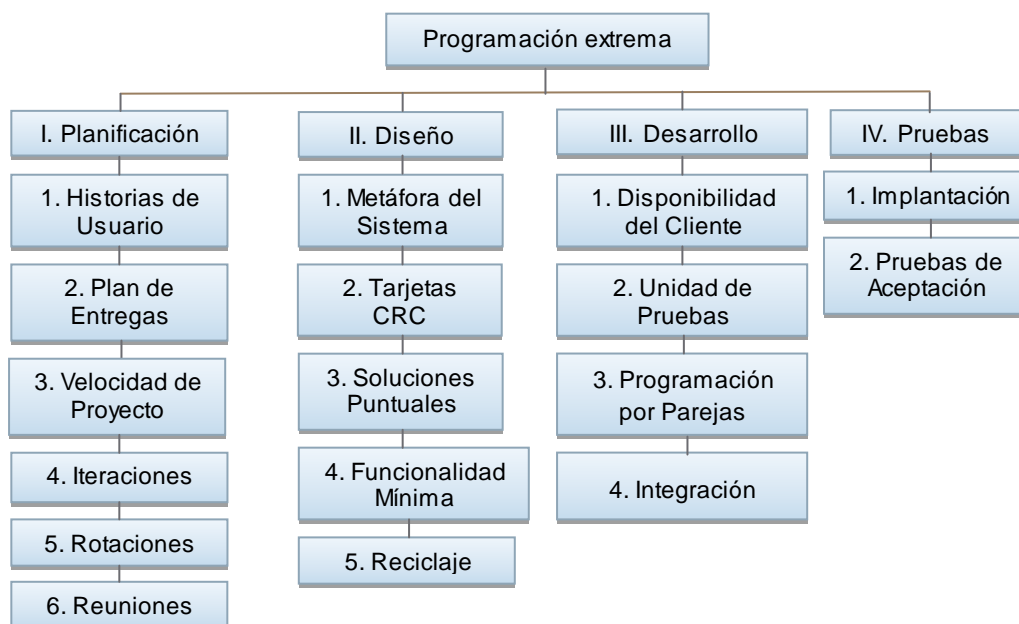 Programación extrema
I. Planificación
1. Historias de
Usuario
2. Plan de
Entregas
3. Velocidad de
Proyecto
4. Iteraciones
5. Rotaciones
6. Reuniones
II. Diseño
1. Metáfora del
Sistema
2. Tarjetas
CRC
3. Soluciones
Puntuales
4. Funcionalidad
Mínima
5. Reciclaje
III. Desarrollo
1. Disponibilidad
del Cliente
2. Unidad de
Pruebas
3. Programación
por Parejas
4. Integración
IV. Pruebas
1. Implantación
2. Pruebas de
Aceptación